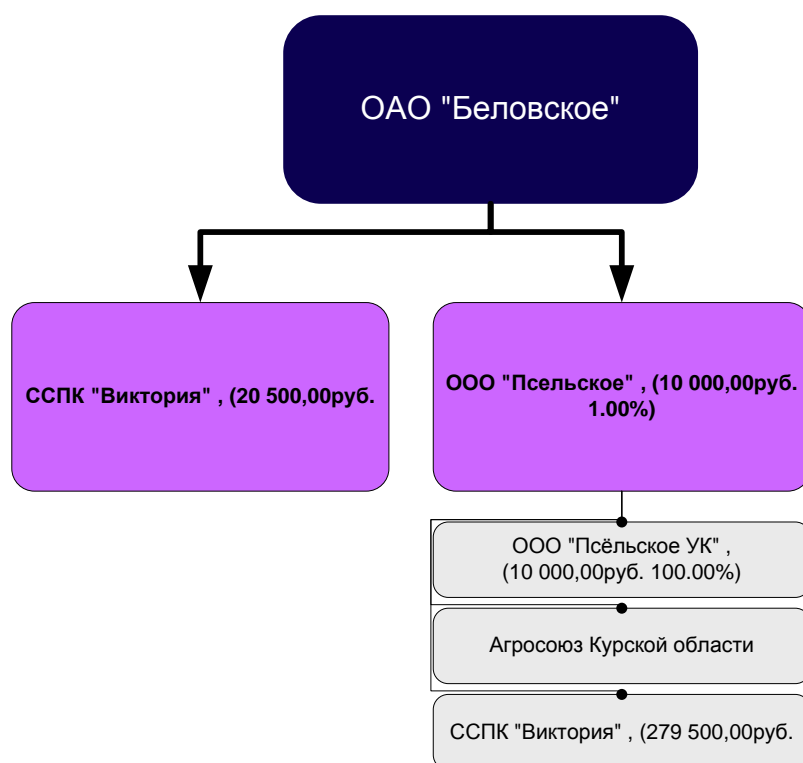 ОАО "Беловское"
ССПК "Виктория" , (20 500,00руб.
ООО "Псельское" , (10 000,00руб.
1.00%)
ООО "Псёльское УК" ,
(10 000,00руб. 100.00%)
Агросоюз Курской области
ССПК "Виктория" , (279 500,00руб.